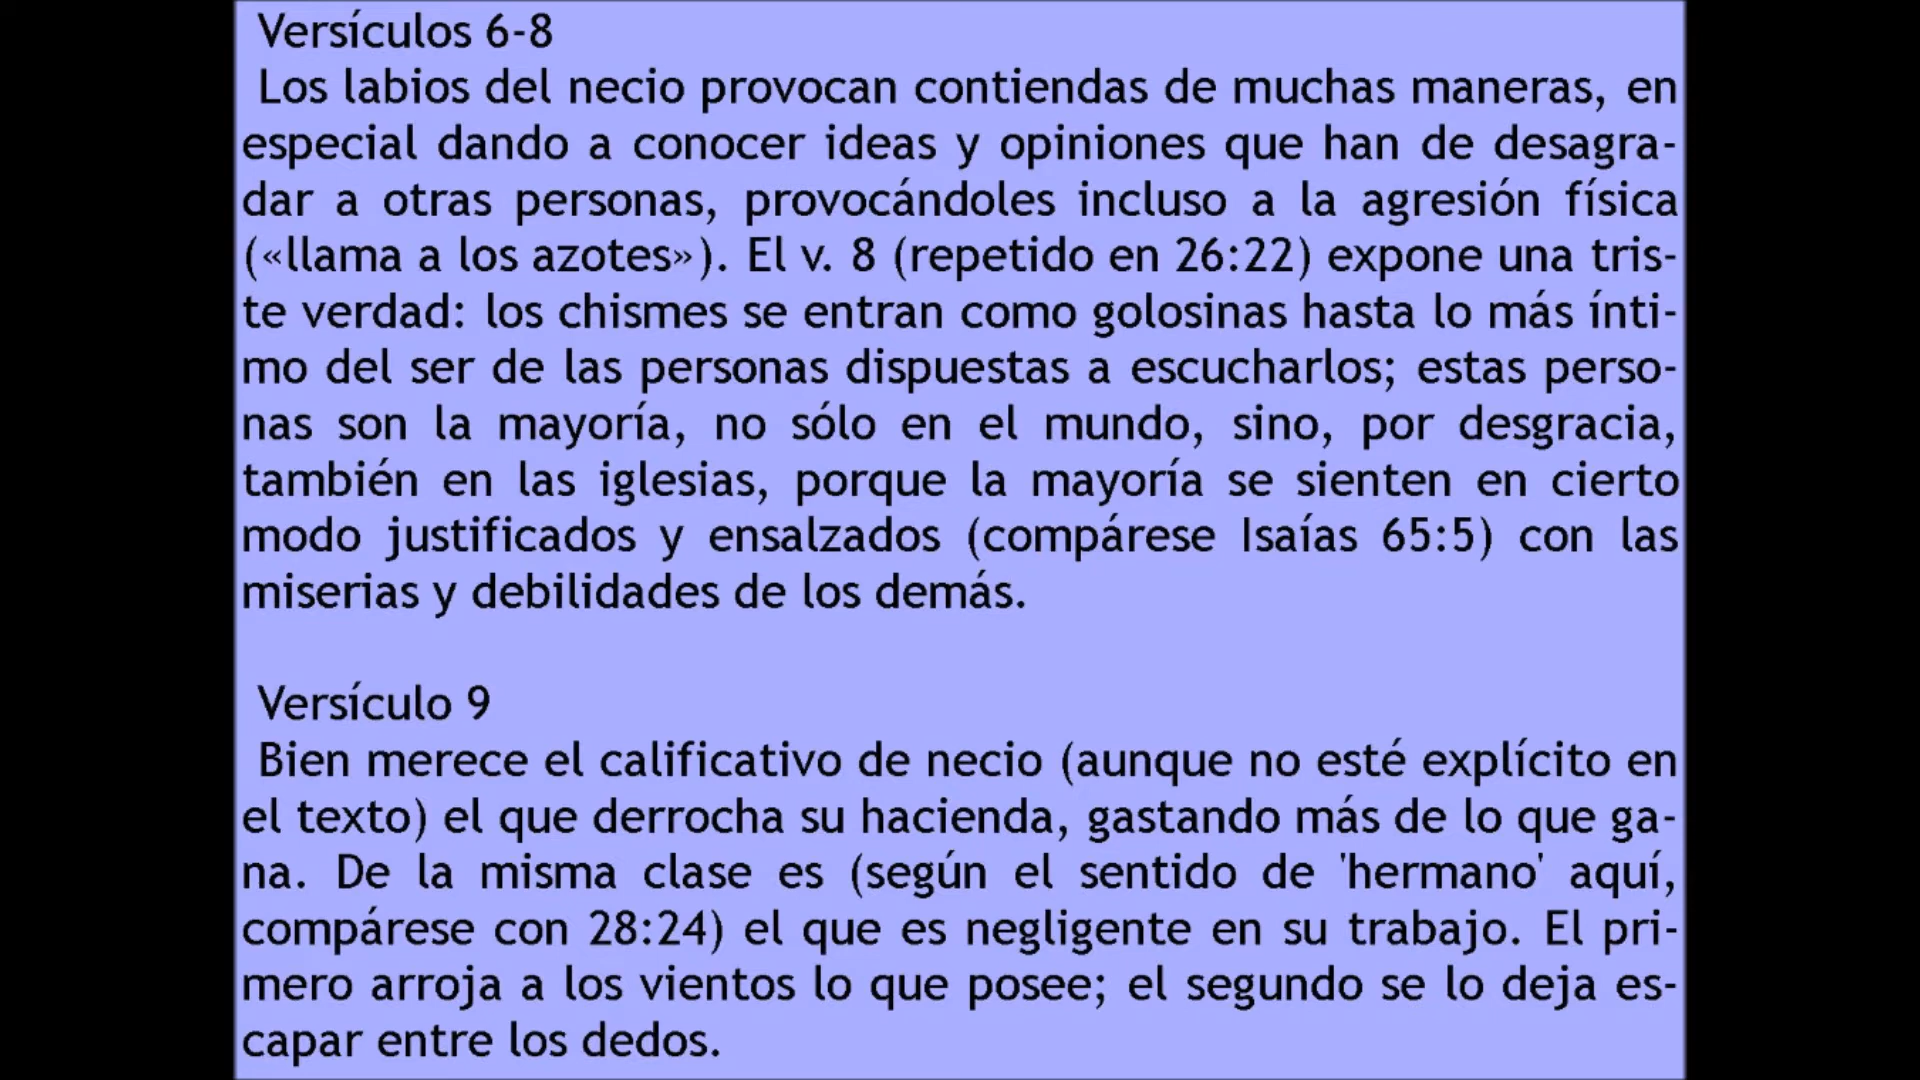 Versículos 6-8
Los labios del necio provocan contiendas de muchas maneras, en
especial dando a conocer ideas y opiniones que han de desagra-
dar a otras personas, provocándoles incluso a la agresión física
(«llama a los azotes»). El v. 8 (repetido en 26:22) expone una tris-
te verdad: los chismes se entran como golosinas hasta lo más ínti-
mo del ser de las personas dispuestas a escucharlos; estas perso-
nas son la mayoría, no sólo en el mundo, sino, por desgracia,
también en las iglesias, porque la mayoría se sienten en cierto
modo justificados y ensalzados (compárese Isaías 65:5) con las
miserias y debilidades de los demás.
Versículo 9
Bien merece el calificativo de necio (aunque no esté explícito en
el texto) el que derrocha su hacienda, gastando más de lo que ga-
na. De la misma clase es (según el sentido de 'hermano' aquí,
compárese con 28:24) el que es negligente en su trabajo. El pri-
mero arroja a los vientos lo que posee; el segundo se lo deja es-
capar entre los dedos.